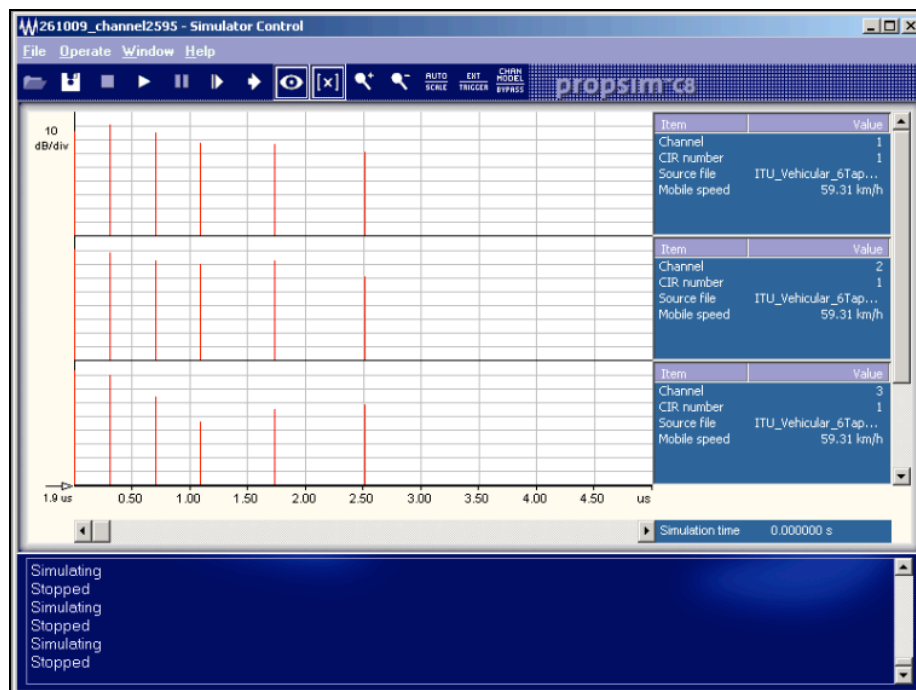 261009_channel2595 - Simulator Control
File Operate Window Help
AUTO SCALE EXT TRIGGER CHAN MODEL BYPASS propsim™C8
10
dB/div
Item Value
Channel 1
CIR number 1
Source file ITU_Vehicular_6Tap...
Mobile speed 59.31 km/h
Item Value
Channel 2
CIR number 1
Source file ITU_Vehicular_6Tap...
Mobile speed 59.31 km/h
Item Value
Channel 3
CIR number 1
Source file ITU_Vehicular_6Tap...
Mobile speed 59.31 km/h
1.9 us 0.50 1.00 1.50 2.00 2.50 3.00 3.50 4.00 4.50 us
Simulation time 0.000000 s
Simulating
Stopped
Simulating
Stopped
Simulating
Stopped